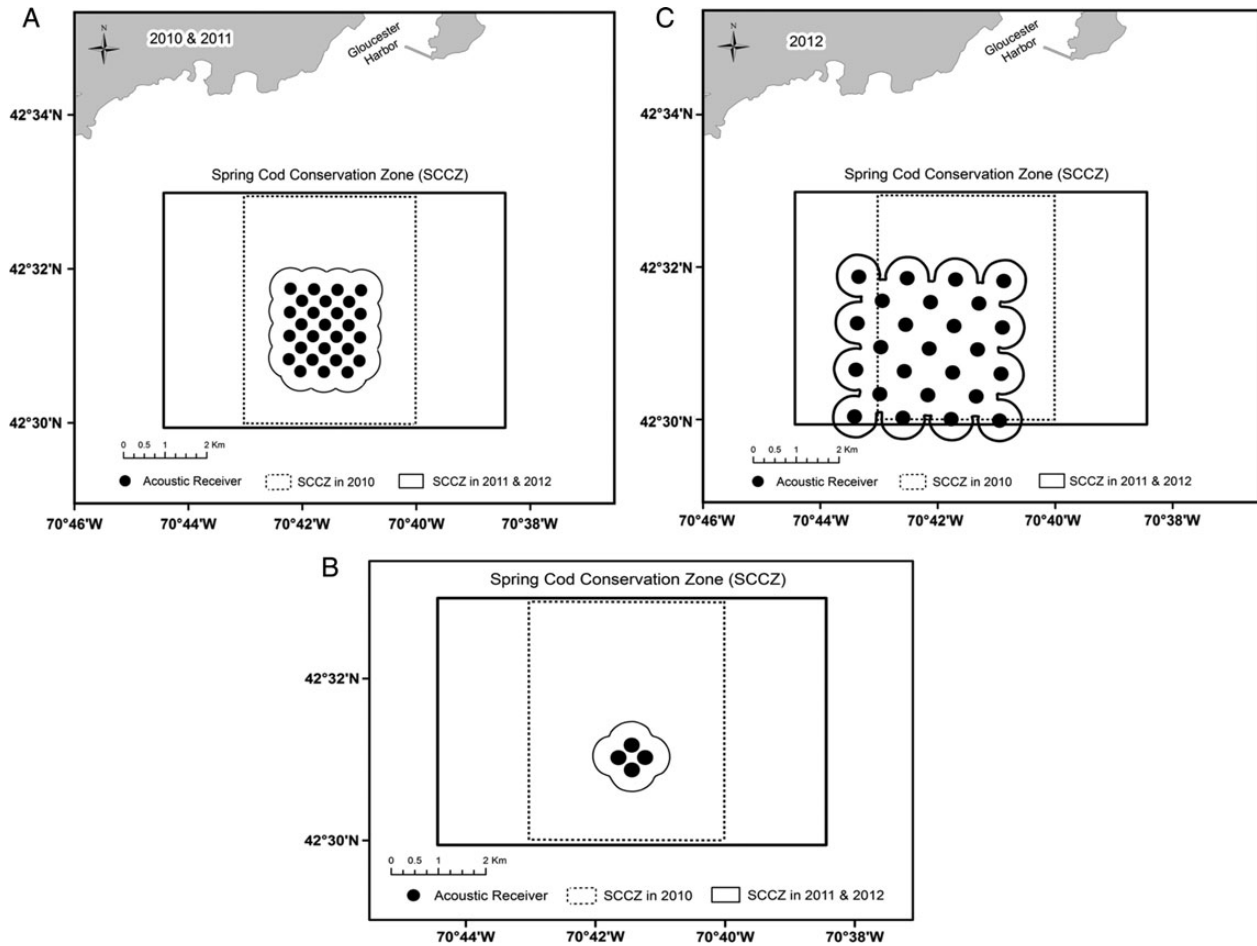 A
N
2010 & 2011
Gloucester
Harbor
42°34'N
Spring Cod Conservation Zone (SCCZ)
42°32'N
42°30'N
0 0.5 1 2 Km
Acoustic Receiver SCCZ in 2010 SCCZ in 2011 & 2012
70°46'W 70°44'W 70°42'W 70°40'W 70°38'W
C
N
2012
Gloucester
Harbor
42°34'N
Spring Cod Conservation Zone (SCCZ)
42°32'N
42°30'N
0 0.5 1 2 Km
Acoustic Receiver SCCZ in 2010 SCCZ in 2011 & 2012
70°46'W 70°44'W 70°42'W 70°40'W 70°38'W
B
Spring Cod Conservation Zone (SCCZ)
42°32'N
42°30'N
0 0.5 1 2 Km
Acoustic Receiver SCCZ in 2010 SCCZ in 2011 & 2012
70°44'W 70°42'W 70°40'W 70°38'W